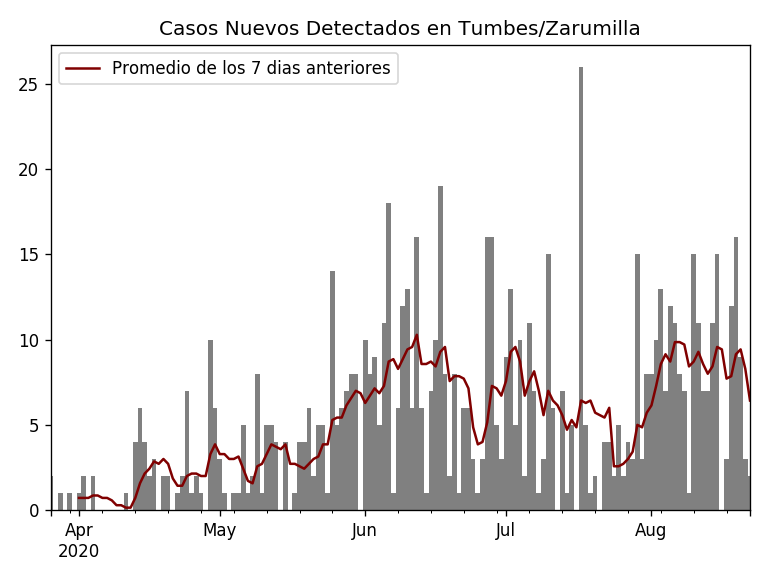 Casos Nuevos Detectados en Tumbes/Zarumilla
Promedio de los 7 dias anteriores
25
20
15
10
5
0
Apr May Jun Jul Aug
2020